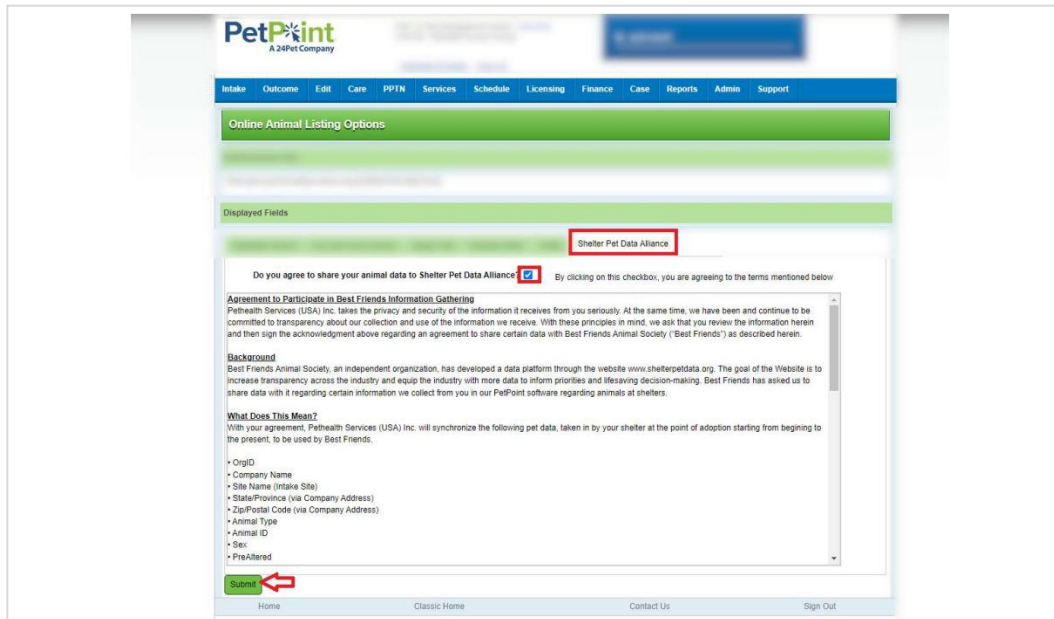 PetPoint
A 24Pet Company
Intake Outcome Edit Care PPTN Services Schedule Licensing Finance Case Reports Admin Support
Online Animal Listing Options
Displayed Fields
Shelter Pet Data Alliance
Do you agree to share your animal data to Shelter Pet Data Alliance? By clicking on this checkbox, you are agreeing to the terms mentioned below
Agreement to Participate in Best Friends Information Gathering
Pethealth Services (USA) Inc. takes the privacy and security of the information it receives from you seriously. At the same time, we have been and continue to be
committed to transparency about our collection and use of the information we receive. With these principles in mind, we ask that you review the information herein
and then sign the acknowledgment above regarding an agreement to share certain data with Best Friends Animal Society ("Best Friends") as described herein.
Background
Best Friends Animal Society, an independent organization, has developed a data platform through the website www.shelterpetdata.org. The goal of the Website is to
increase transparency across the industry and equip the industry with more data to inform priorities and lifesaving decision-making. Best Friends has asked us to
share data with it regarding certain information we collect from you in our PetPoint software regarding animals at shelters.
What Does This Mean?
With your agreement, Pethealth Services (USA) Inc. will synchronize the following pet data, taken in by your shelter at the point of adoption starting from begining to
the present, to be used by Best Friends.
• OrgID
• Company Name
• Site Name (Intake Site)
• State/Province (via Company Address)
• Zip/Postal Code (via Company Address)
• Animal Type
• Animal ID
• Sex
• PreAltered
Submit
Home Classic Home Contact Us Sign Out